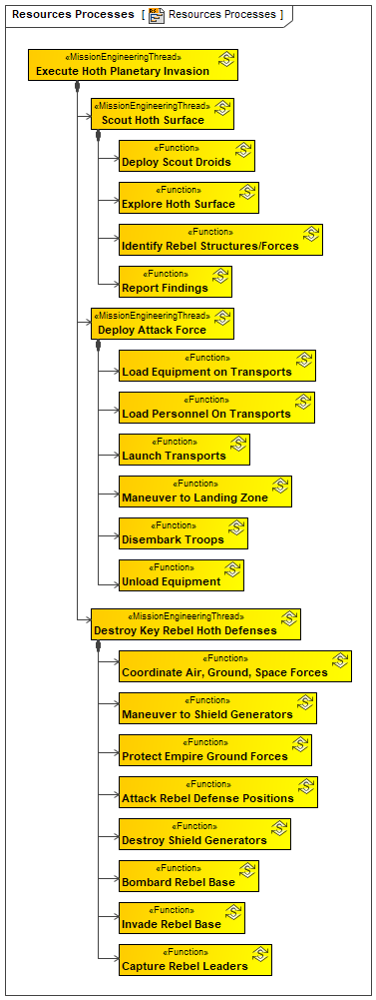 Resources Processes [ Resources Processes ]
«MissionEngineeringThread»
Execute Hoth Planetary Invasion
«MissionEngineeringThread»
Scout Hoth Surface
«Function»
Deploy Scout Droids
«Function»
Explore Hoth Surface
«Function»
Identify Rebel Structures/Forces
«Function»
Report Findings
«MissionEngineeringThread»
Deploy Attack Force
«Function»
Load Equipment on Transports
«Function»
Load Personnel On Transports
«Function»
Launch Transports
«Function»
Maneuver to Landing Zone
«Function»
Disembark Troops
«Function»
Unload Equipment
«MissionEngineeringThread»
Destroy Key Rebel Hoth Defenses
«Function»
Coordinate Air, Ground, Space Forces
«Function»
Maneuver to Shield Generators
«Function»
Protect Empire Ground Forces
«Function»
Attack Rebel Defense Positions
«Function»
Destroy Shield Generators
«Function»
Bombard Rebel Base
«Function»
Invade Rebel Base
«Function»
Capture Rebel Leaders